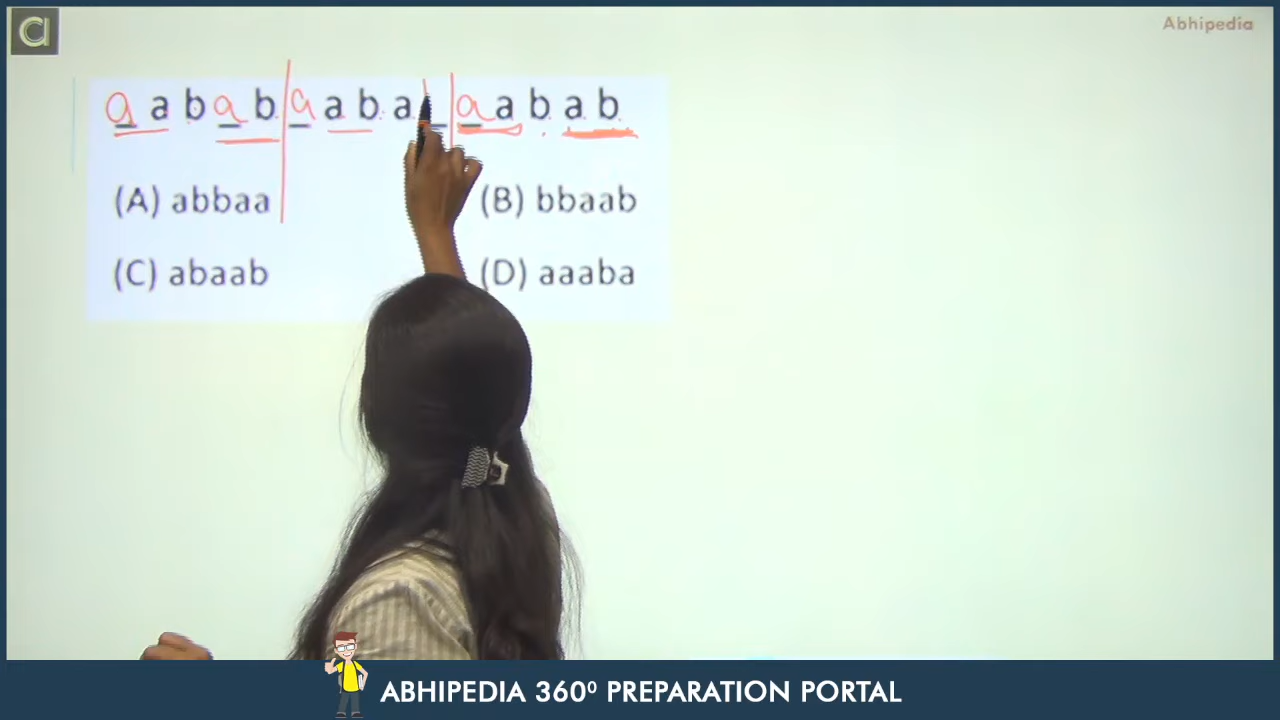 Abhipedia
a a b a b a a b a _ a a b a b
(A) abbaa (B) bbaab
(C) abaab (D) aaaba
ABHIPEDIA 360⁰ PREPARATION PORTAL